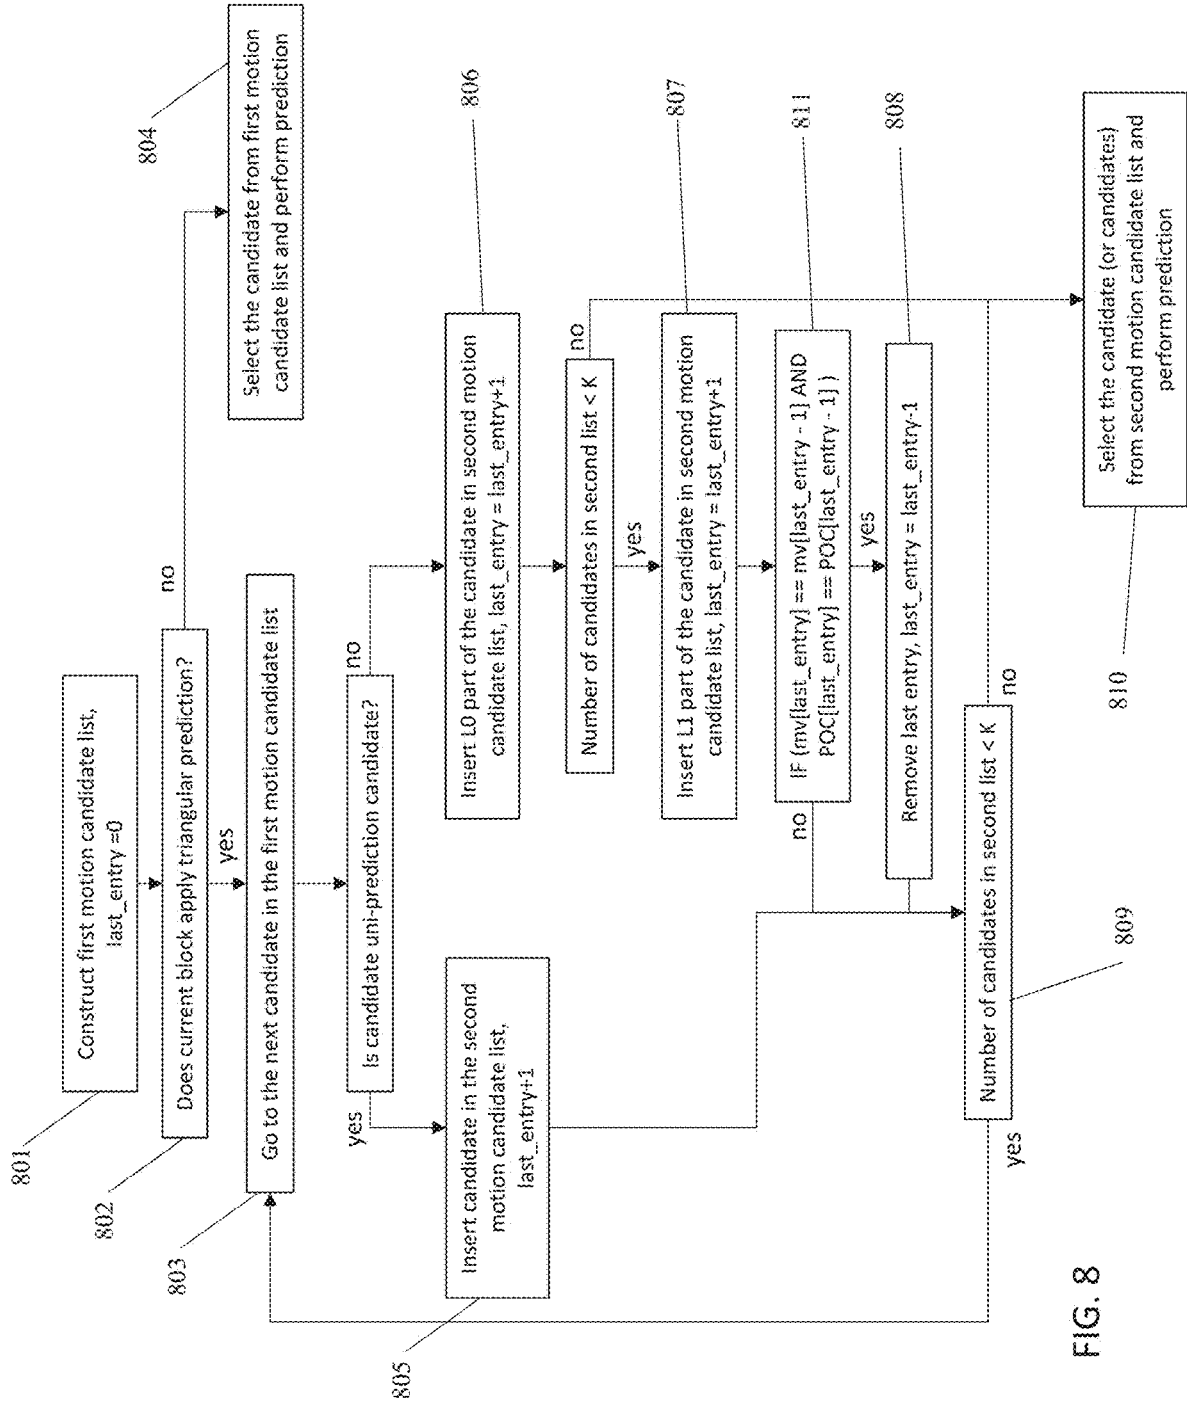 801
Construct first motion candidate list,
last_entry =0
802
Does current block apply triangular prediction?
no
yes
804
Select the candidate from first motion
candidate list and perform prediction
803
Go to the next candidate in the first motion candidate list
Is candidate uni-prediction candidate?
yes
no
805
Insert candidate in the second
motion candidate list,
last_entry+1
806
Insert L0 part of the candidate in second motion
candidate list, last_entry = last_entry+1
Number of candidates in second list < K
no
yes
807
Insert L1 part of the candidate in second motion
candidate list, last_entry = last_entry+1
811
IF (mv[last_entry] == mv[last_entry - 1] AND
POC[last_entry] == POC[last_entry - 1] )
no
yes
808
Remove last entry, last_entry = last_entry-1
Number of candidates in second list < K
809
yes
no
810
Select the candidate (or candidates)
from second motion candidate list and
perform prediction
FIG. 8